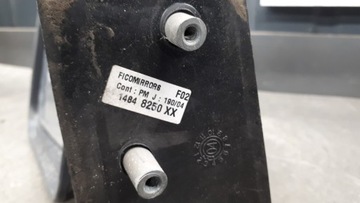 FICOMIRRORS F02
Cont : PM J : 190/04
1484 8250 XX